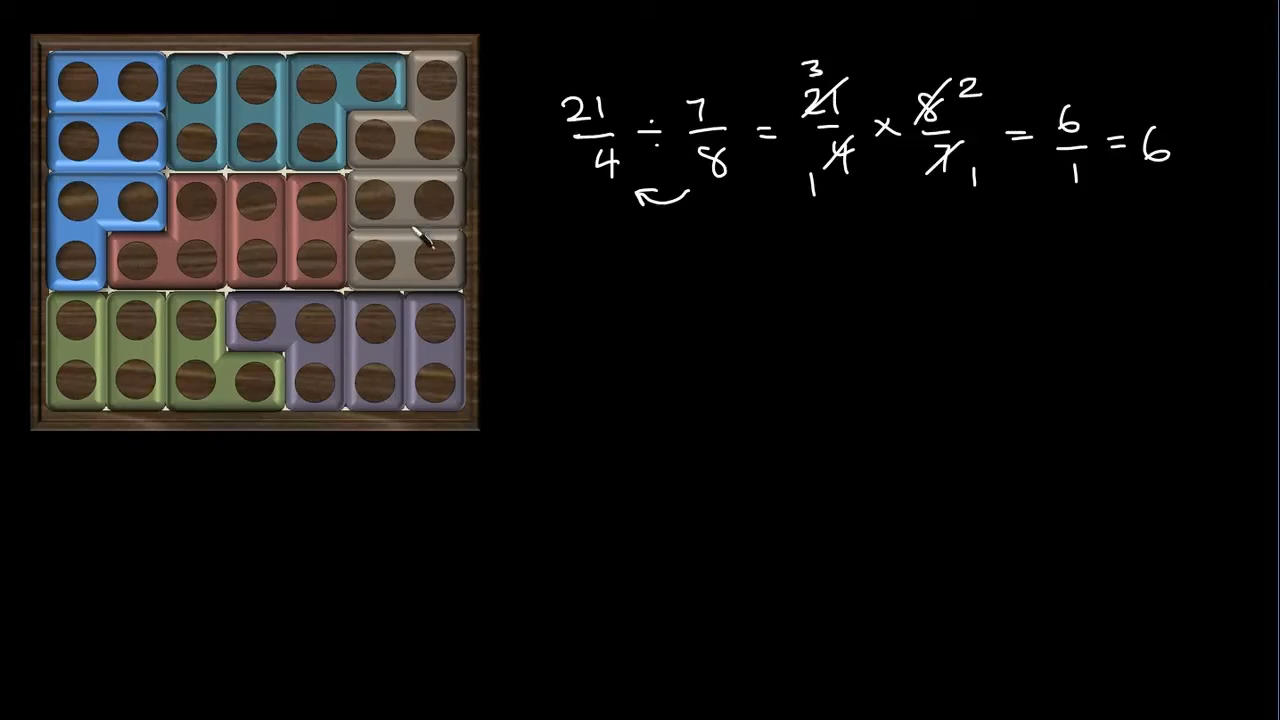 21/4 ÷ 7/8 = 3 21/4 1 × 8/7 2 1 = 6/1 = 6